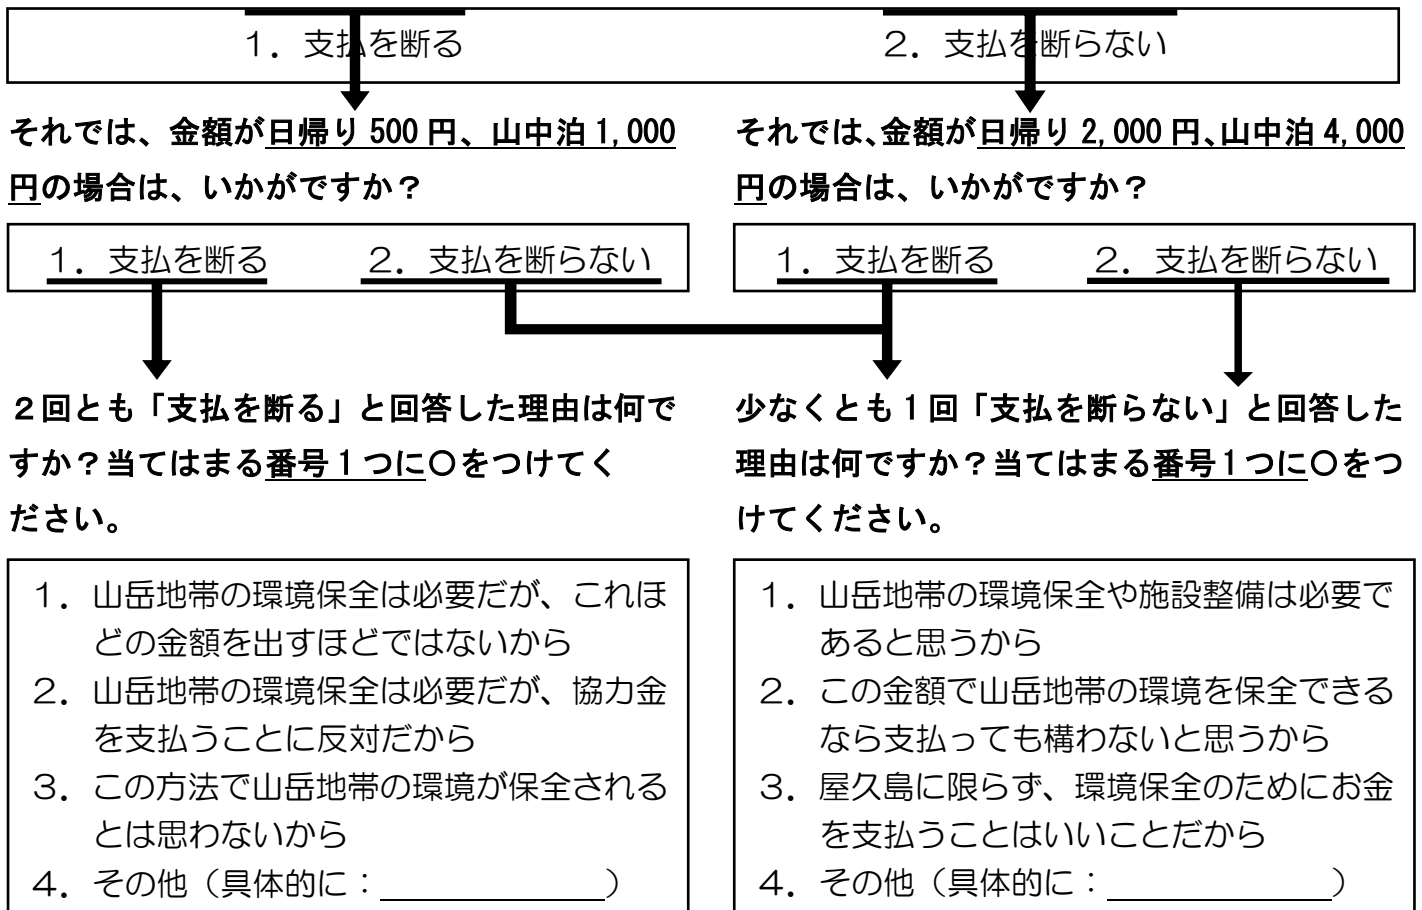 1．支払を断る　2．支払を断らない
それでは、金額が日帰り500円、山中泊1,000
円の場合は、いかがですか？
1．支払を断る　2．支払を断らない
２回とも「支払を断る」と回答した理由は何で
すか？当てはまる番号１つに○をつけてく
ださい。
1．山岳地帯の環境保全は必要だが、これほ
どの金額を出すほどではないから
2．山岳地帯の環境保全は必要だが、協力金
を支払うことに反対だから
3．この方法で山岳地帯の環境が保全される
とは思わないから
4．その他（具体的に：　　　　　　　）
それでは、金額が日帰り2,000円、山中泊4,000
円の場合は、いかがですか？
1．支払を断る　2．支払を断らない
少なくとも１回「支払を断らない」と回答した
理由は何ですか？当てはまる番号１つに○をつ
けてください。
1．山岳地帯の環境保全や施設整備は必要で
あると思うから
2．この金額で山岳地帯の環境を保全できる
なら支払っても構わないと思うから
3．屋久島に限らず、環境保全のためにお金
を支払うことはいいことだから
4．その他（具体的に：　　　　　　　）